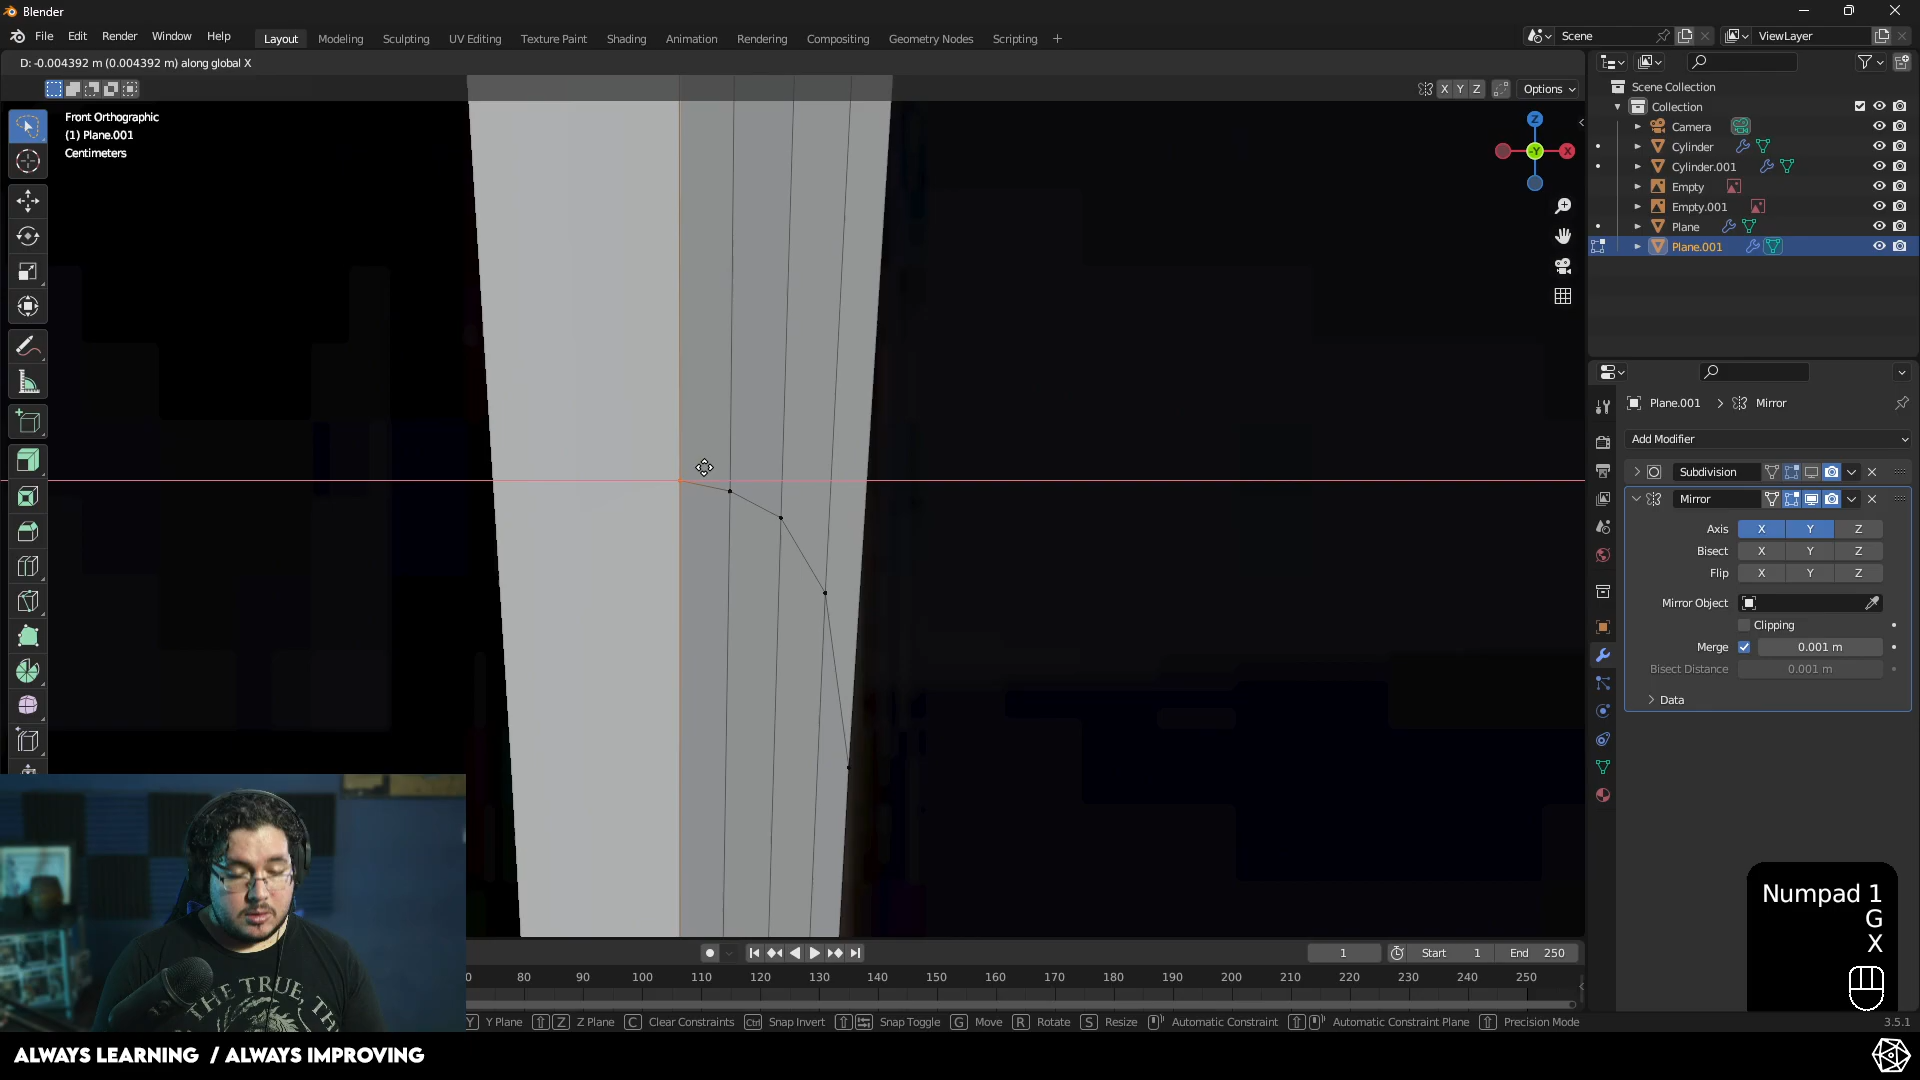 Blender
File Edit Render Window Help
Layout Modeling Sculpting UV Editing Texture Paint Shading Animation Rendering Compositing Geometry Nodes Scripting +
Scene
ViewLayer
D: -0.004392 m (0.004392 m) along global X
X Y Z
Options
Front Orthographic
(1) Plane.001
Centimeters
Z
-Y
X
Scene Collection
Collection
Camera
Cylinder
Cylinder.001
Empty
Empty.001
Plane
Plane.001
Plane.001 > Mirror
Add Modifier
Subdivision
Mirror
Axis X Y Z
Bisect X Y Z
Flip X Y Z
Mirror Object
Clipping
Merge 0.001 m
Bisect Distance 0.001 m
Data
Numpad 1
G
X
1 Start 1 End 250
0 80 90 100 110 120 130 140 150 160 170 180 190 200 210 220 230 240 250
Y Y Plane Z Z Plane C Clear Constraints Ctrl Snap Invert Snap Toggle G Move R Rotate S Resize Automatic Constraint Automatic Constraint Plane Precision Mode
3.5.1
THE TRUE, TH
ALWAYS LEARNING / ALWAYS IMPROVING